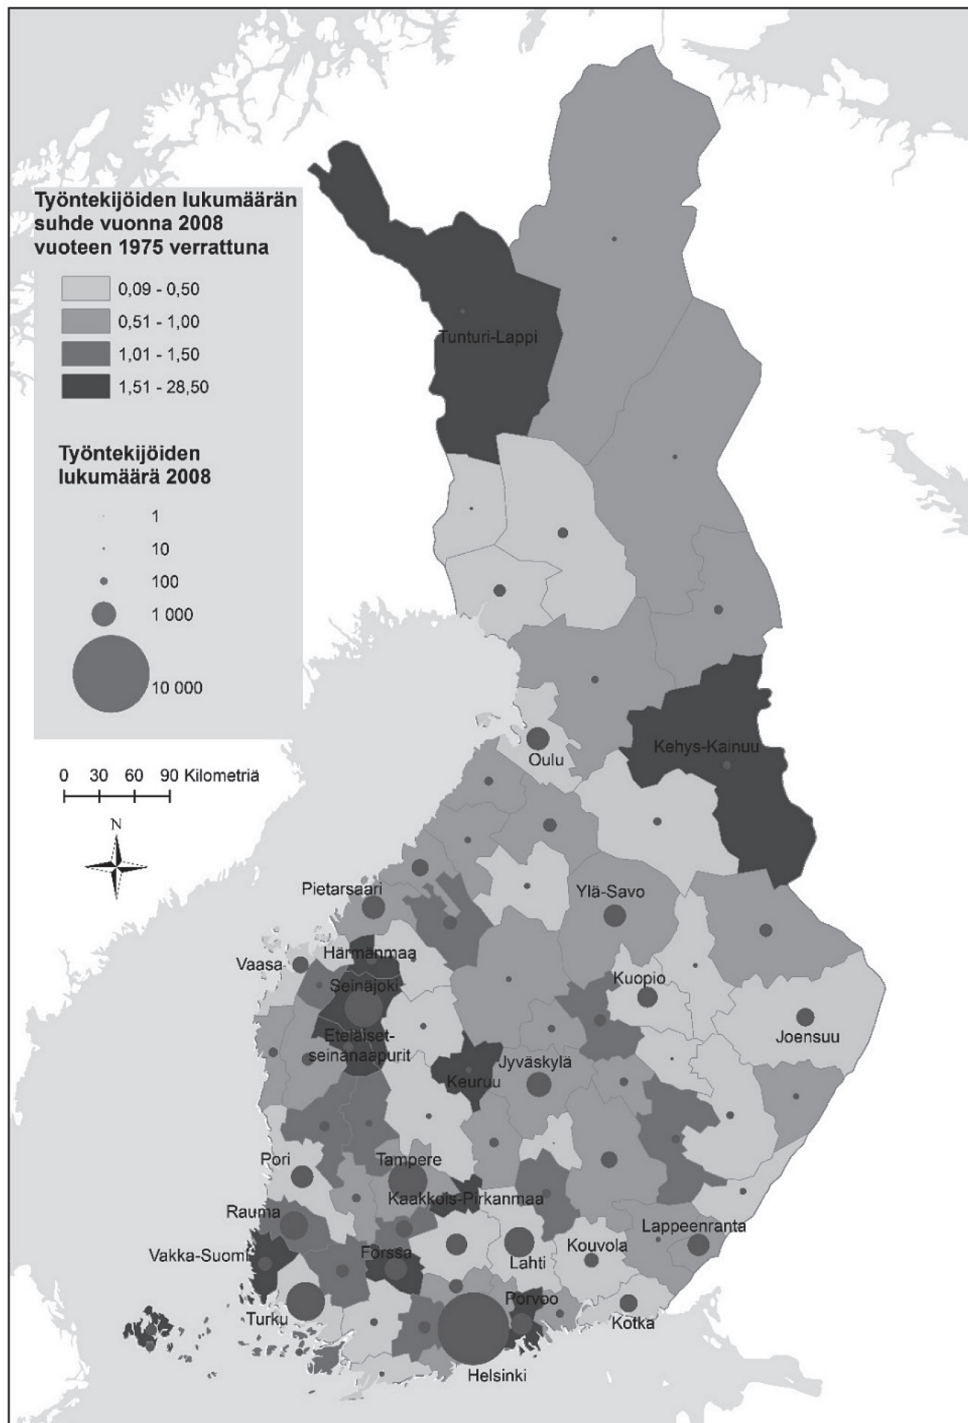 Työntekijöiden lukumäärän
suhde vuonna 2008
vuoteen 1975 verrattuna
0,09 - 0,50
0,51 - 1,00
1,01 - 1,50
1,51 - 28,50
Työntekijöiden
lukumäärä 2008
1
10
100
1 000
10 000
0 30 60 90 Kilometriä
N
Tunturi-Lappi
Kehys-Kainuu
Oulu
Pietarsaari
Ylä-Savo
Härmänmaa
Vaasa
Seinäjoki
Kuopio
Joensuu
Eteläiset-
seinänaapurit
Jyväskylä
Keuruu
Pori
Tampere
Kaakkois-Pirkanmaa
Rauma
Lappeenranta
Vakka-Suomi
Forssa
Lahti
Kouvola
Porvoo
Turku
Kotka
Helsinki